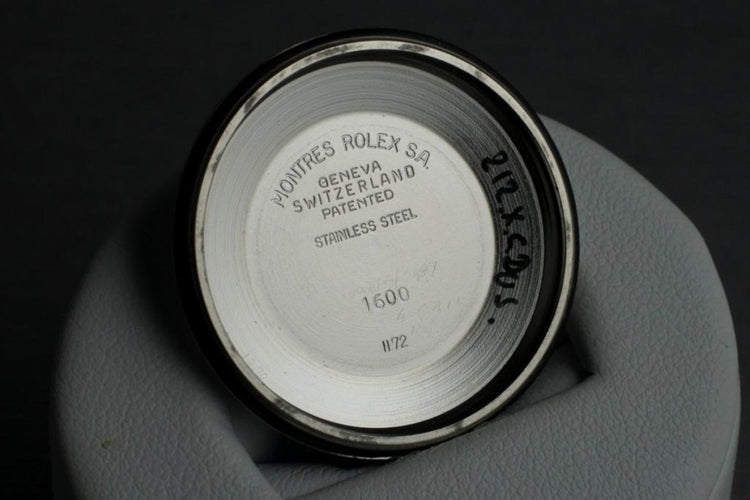 MONTRES ROLEX S.A.
GENEVA
SWITZERLAND
PATENTED
STAINLESS STEEL
1600
II72